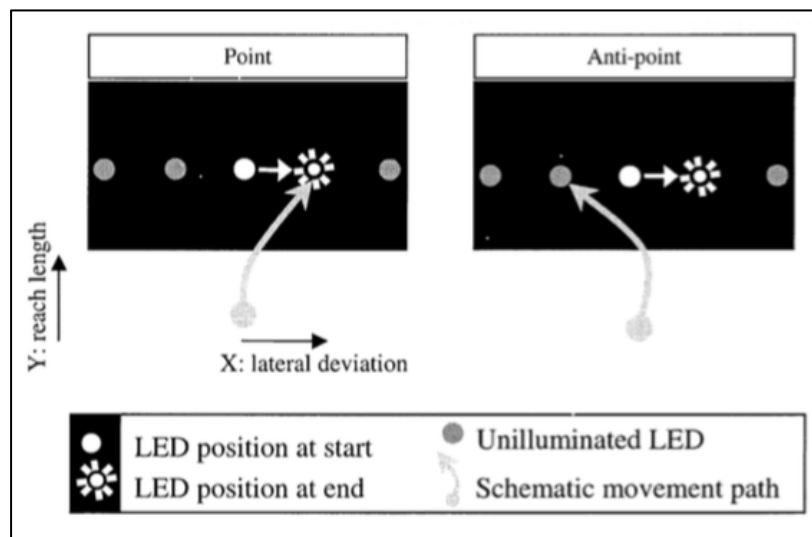 Point
Anti-point
Y: reach length
X: lateral deviation
LED position at start
Unilluminated LED
LED position at end
Schematic movement path